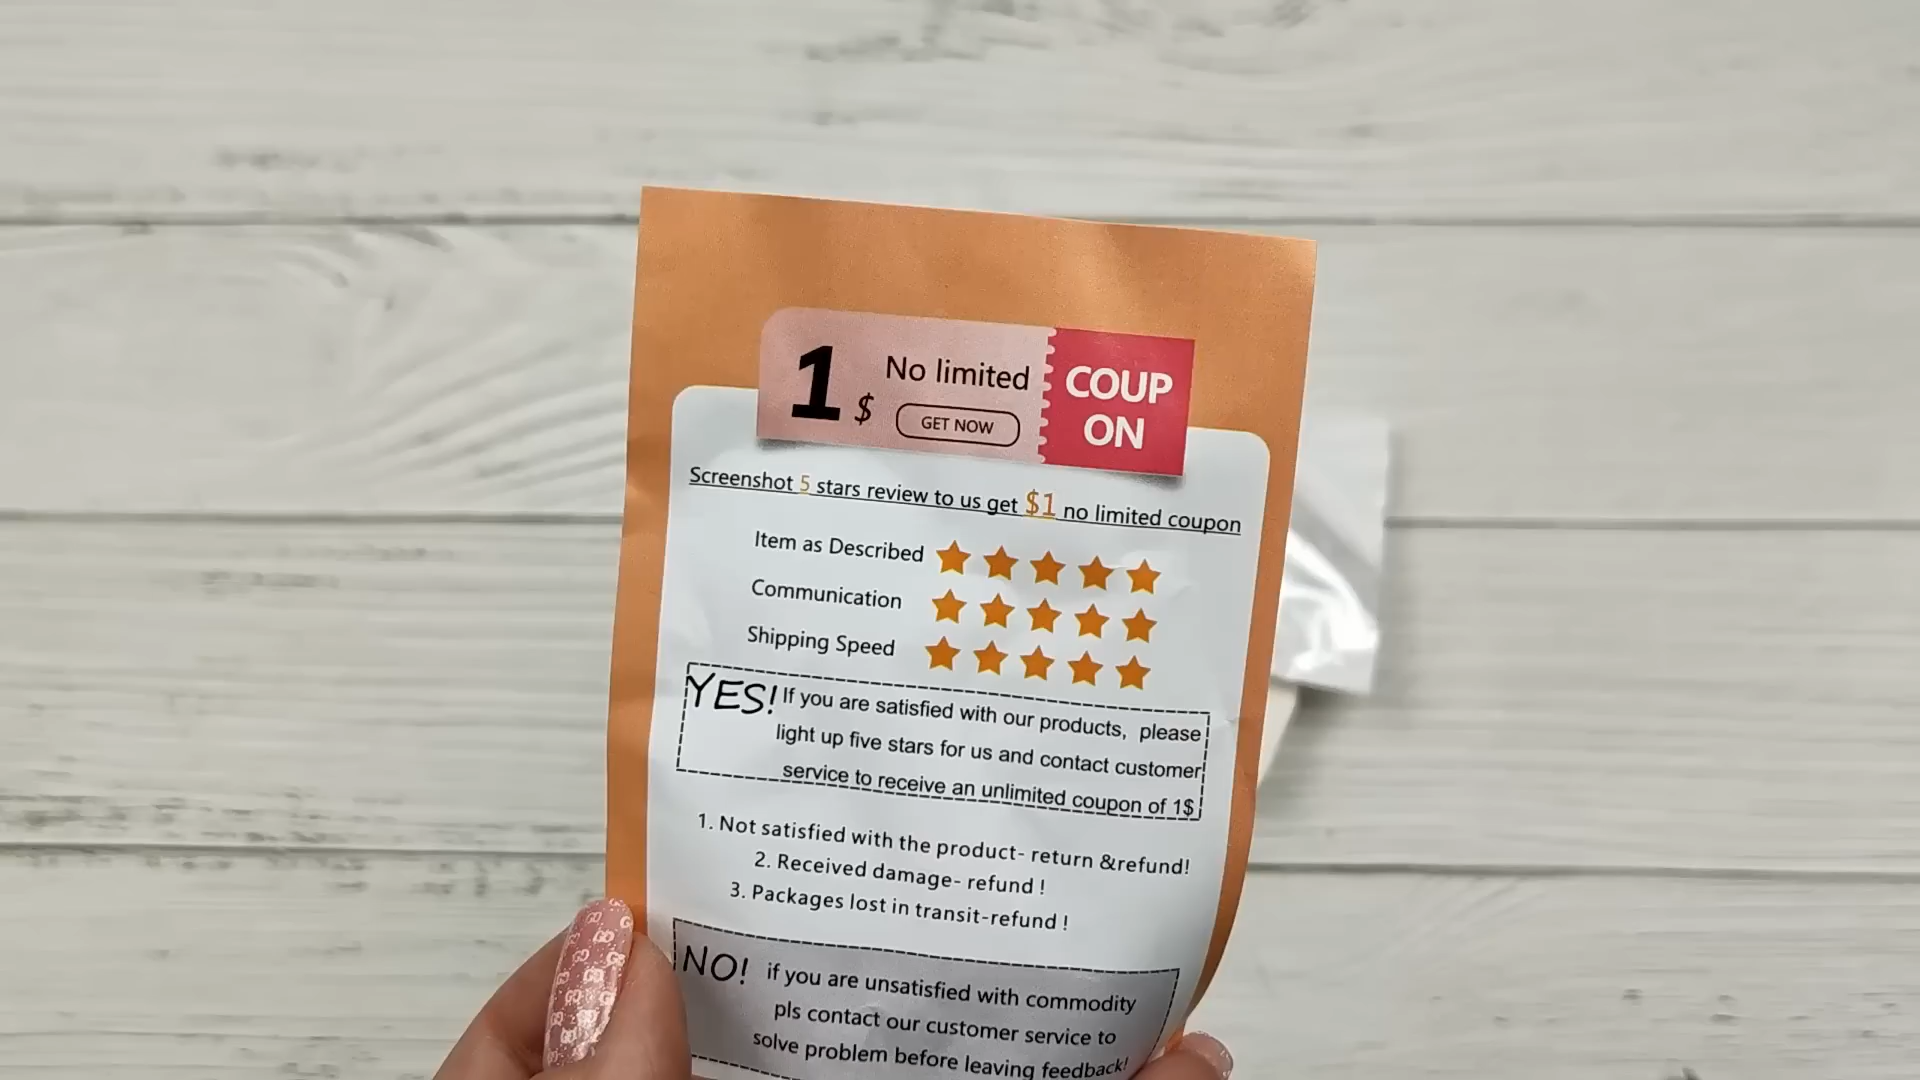 1 $ No limited
GET NOW
COUP
ON
Screenshot 5 stars review to us get $1 no limited coupon
Item as Described
Communication
Shipping Speed
YES! If you are satisfied with our products, please
light up five stars for us and contact customer
service to receive an unlimited coupon of 1$
1. Not satisfied with the product- return &refund!
2. Received damage- refund !
3. Packages lost in transit-refund !
NO! if you are unsatisfied with commodity
pls contact our customer service to
solve problem before leaving feedback!